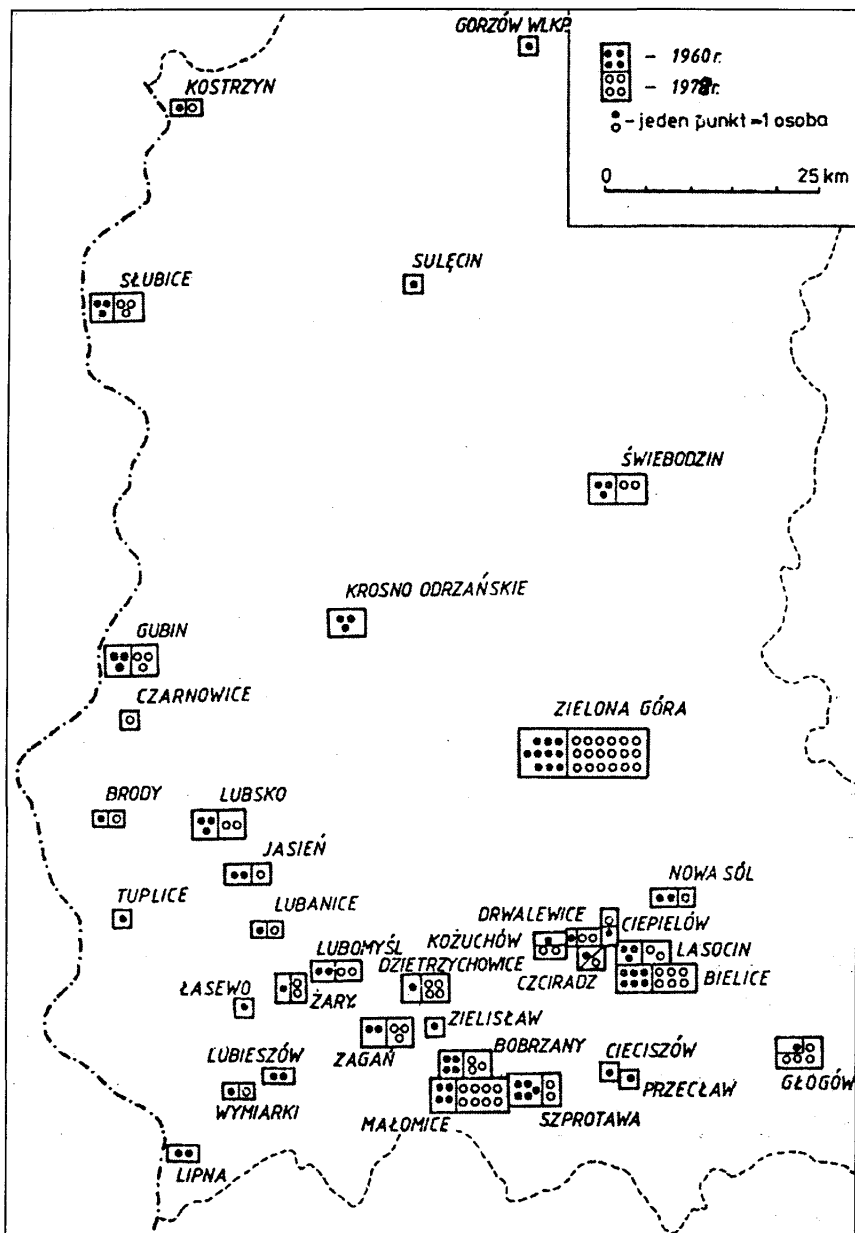 GORZÓW WLKP.
– 1960 r.
– 1978r.
– jeden punkt = 1 osoba
0 25 km
KOSTRZYN
SŁUBICE
SULĘCIN
ŚWIEBODZIN
KROSNO ODRZAŃSKIE
GUBIN
CZARNOWICE
ZIELONA GÓRA
BRODY
LUBSKO
JASIEŃ
NOWA SÓL
TUPLICE
LUBANICE
DRWALEWICE
CIEPIELÓW
KOŻUCHÓW
LUBOMYŚL
LASOCIN
DZIETRZYCHOWICE
CZCIRADZ
BIELICE
ŁASEWO
ŻARY.
ZIELISŁAW
ŻAGAŃ
BOBRZANY
CIECISZÓW
LUBIESZÓW
PRZECŁAW
GŁOGÓW
WYMIARKI
MAŁOMICE
SZPROTAWA
LIPNA